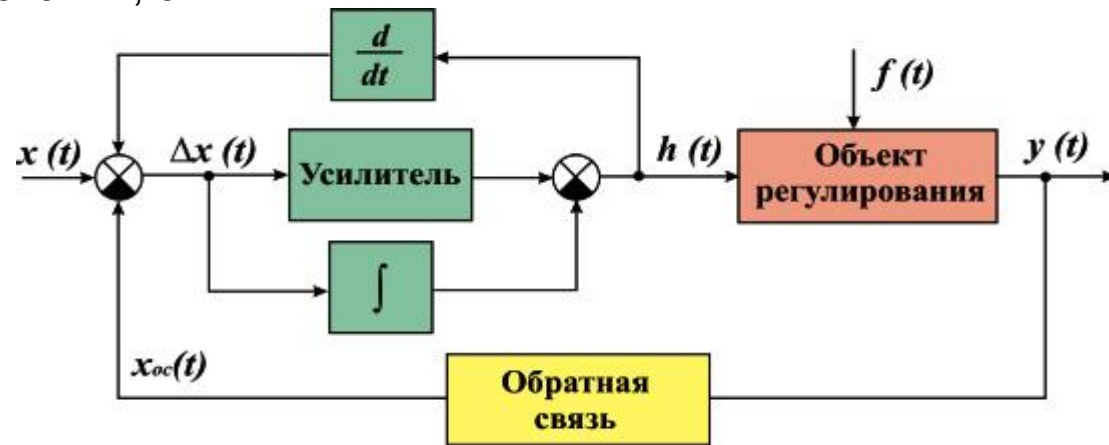 d
dt
f (t)
x (t)
Δx (t)
Усилитель
h (t)
Объект
регулирования
y (t)
∫
xос(t)
Обратная
связь